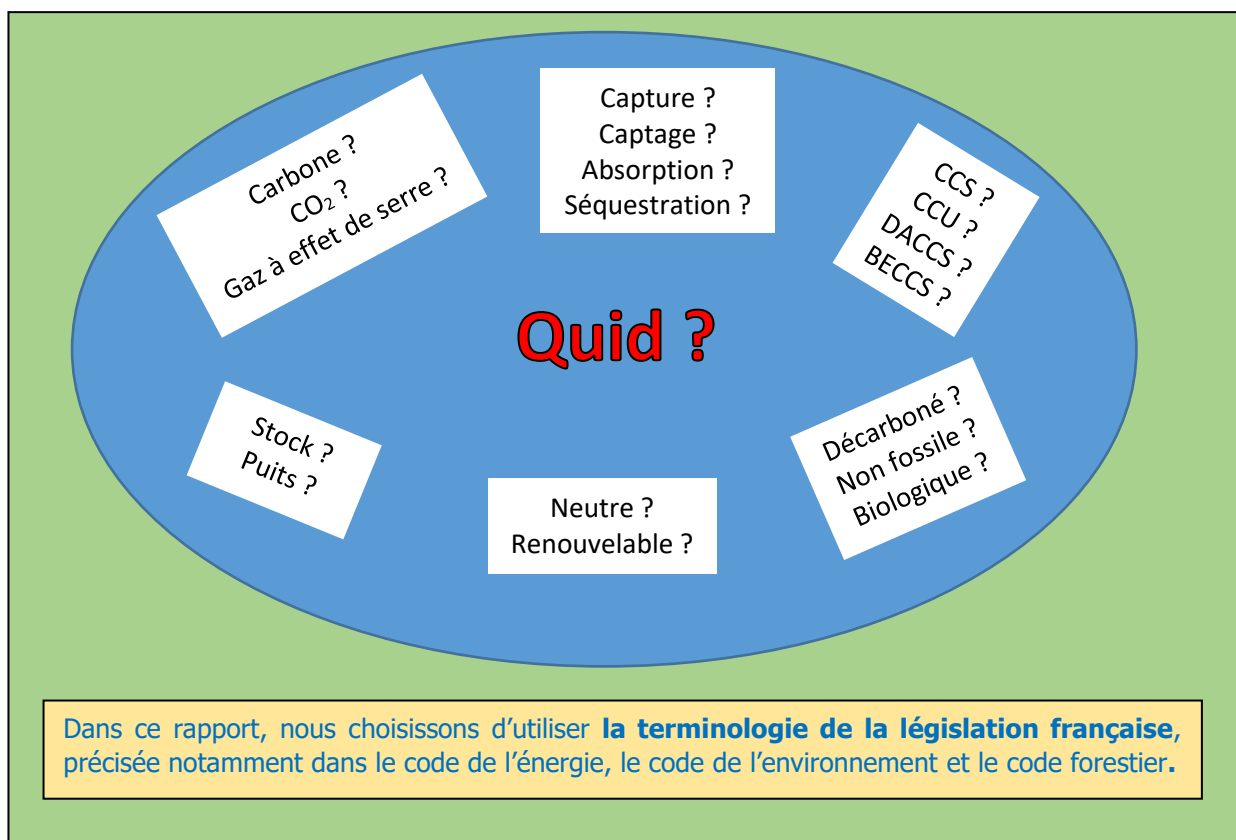 Carbone ?
CO₂ ?
Gaz à effet de serre ?
Capture ?
Captage ?
Absorption ?
Séquestration ?
CCS ?
CCU ?
DACCS ?
BECCS ?
Quid ?
Stock ?
Puits ?
Neutre ?
Renouvelable ?
Décarboné ?
Non fossile ?
Biologique ?
Dans ce rapport, nous choisissons d’utiliser la terminologie de la législation française,
précisée notamment dans le code de l’énergie, le code de l’environnement et le code forestier.